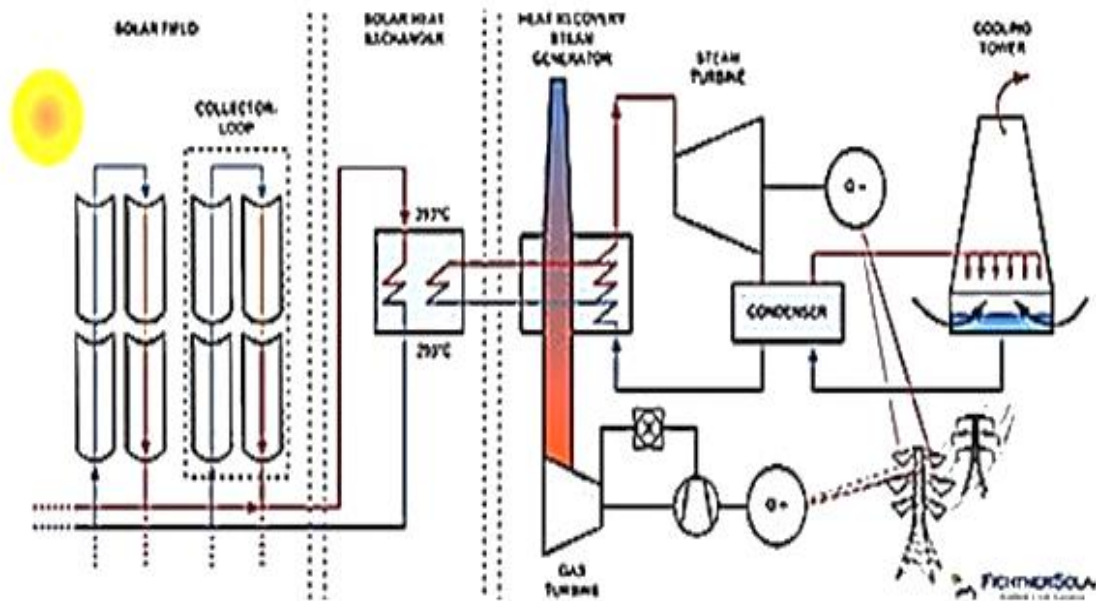 SOLAR FIELD
SOLAR HEAT
EXCHANGER
HEAT RECOVERY
STEAM
GENERATOR
STEAM
TURBINE
COOLING
TOWER
COLLECTOR
LOOP
CONDENSER
GAS
TURBINE
FICHTNERSOLAR